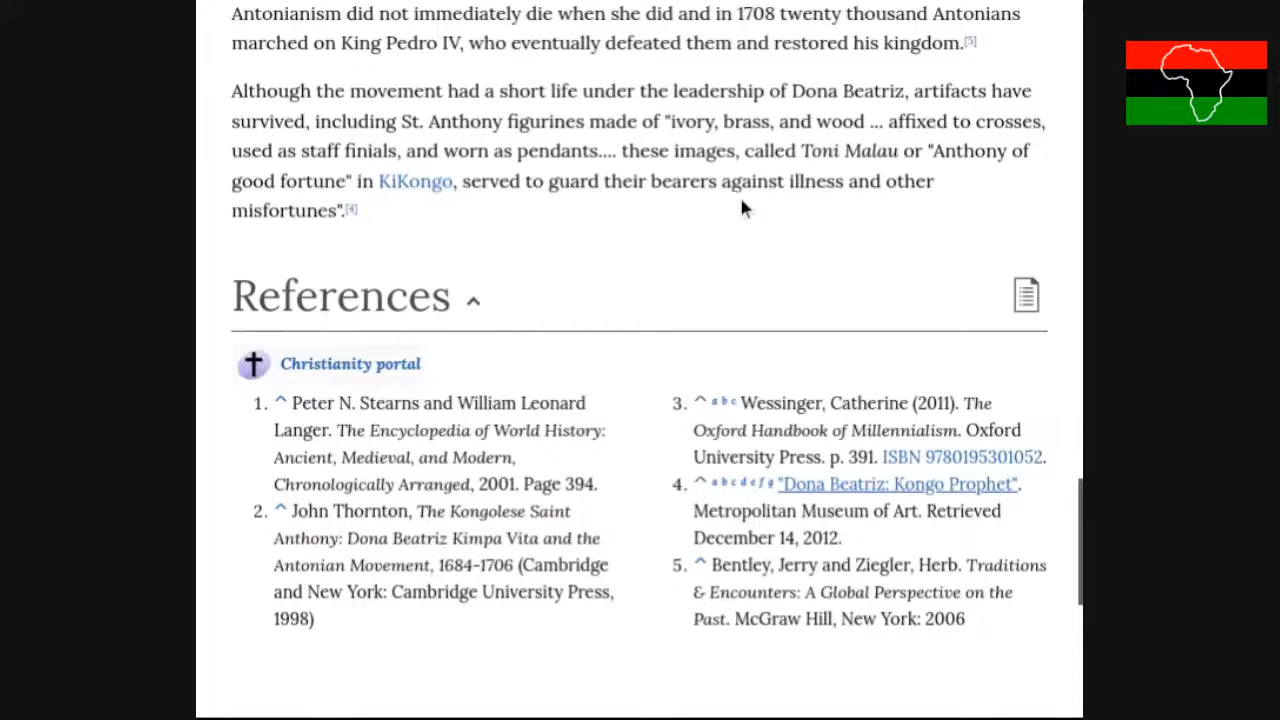 Antonianism did not immediately die when she did and in 1708 twenty thousand Antonians
marched on King Pedro IV, who eventually defeated them and restored his kingdom.[5]
Although the movement had a short life under the leadership of Dona Beatriz, artifacts have
survived, including St. Anthony figurines made of "ivory, brass, and wood ... affixed to crosses,
used as staff finials, and worn as pendants.... these images, called Toni Malau or "Anthony of
good fortune" in KiKongo, served to guard their bearers against illness and other
misfortunes".[4]
References
Christianity portal
1. ^ Peter N. Stearns and William Leonard
Langer. The Encyclopedia of World History:
Ancient, Medieval, and Modern,
Chronologically Arranged, 2001. Page 394.
2. ^ John Thornton, The Kongolese Saint
Anthony: Dona Beatriz Kimpa Vita and the
Antonian Movement, 1684-1706 (Cambridge
and New York: Cambridge University Press,
1998)
3. ^ a b c Wessinger, Catherine (2011). The
Oxford Handbook of Millennialism. Oxford
University Press. p. 391. ISBN 9780195301052.
4. ^ a b c d e f g "Dona Beatriz: Kongo Prophet".
Metropolitan Museum of Art. Retrieved
December 14, 2012.
5. ^ Bentley, Jerry and Ziegler, Herb. Traditions
& Encounters: A Global Perspective on the
Past. McGraw Hill, New York: 2006